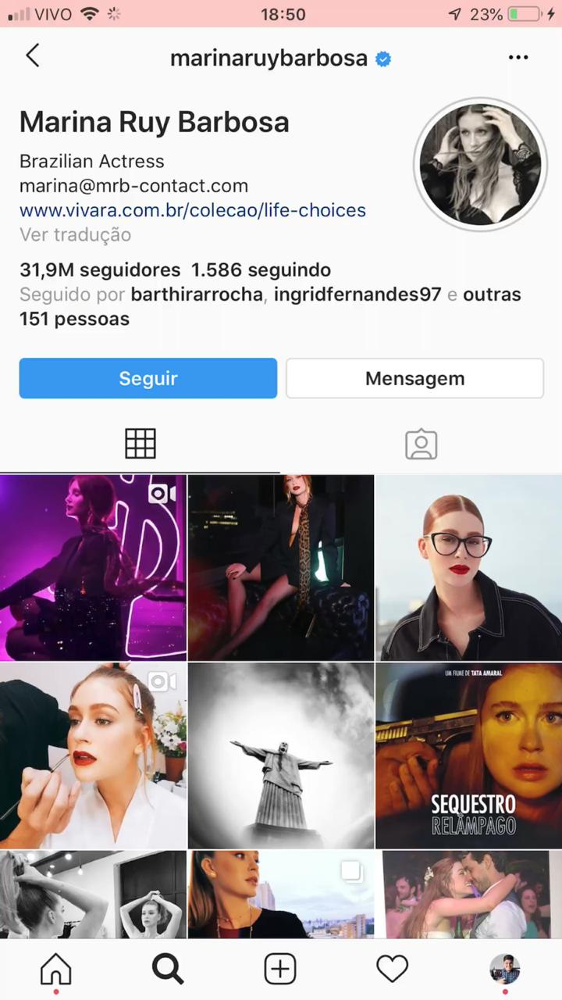 VIVO 18:50 23%
marinaruybarbosa
Marina Ruy Barbosa
Brazilian Actress
marina@mrb-contact.com
www.vivara.com.br/colecao/life-choices
Ver tradução
31,9M seguidores 1.586 seguindo
Seguido por barthirarrocha, ingridfernandes97 e outras
151 pessoas
Seguir Mensagem
UM FILME DE TATA AMARAL
SEQUESTRO
RELÂMPAGO